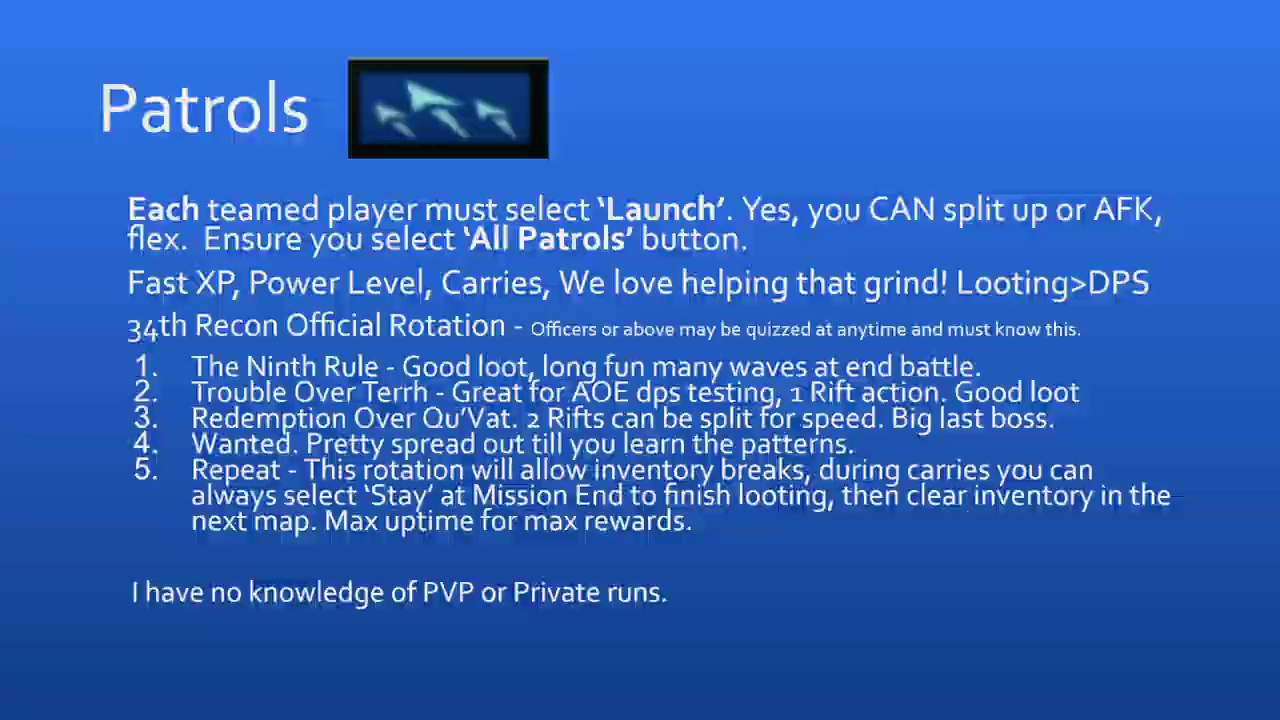 Patrols
Each teamed player must select ‘Launch’. Yes, you CAN split up or AFK,
flex. Ensure you select ‘All Patrols’ button.
Fast XP, Power Level, Carries, We love helping that grind! Looting>DPS
34th Recon Official Rotation - Officers or above may be quizzed at anytime and must know this.
1. The Ninth Rule - Good loot, long fun many waves at end battle.
2. Trouble Over Terrh - Great for AOE dps testing, 1 Rift action. Good loot
3. Redemption Over Qu’Vat. 2 Rifts can be split for speed. Big last boss.
4. Wanted. Pretty spread out till you learn the patterns.
5. Repeat - This rotation will allow inventory breaks, during carries you can
always select ‘Stay’ at Mission End to finish looting, then clear inventory in the
next map. Max uptime for max rewards.
I have no knowledge of PVP or Private runs.